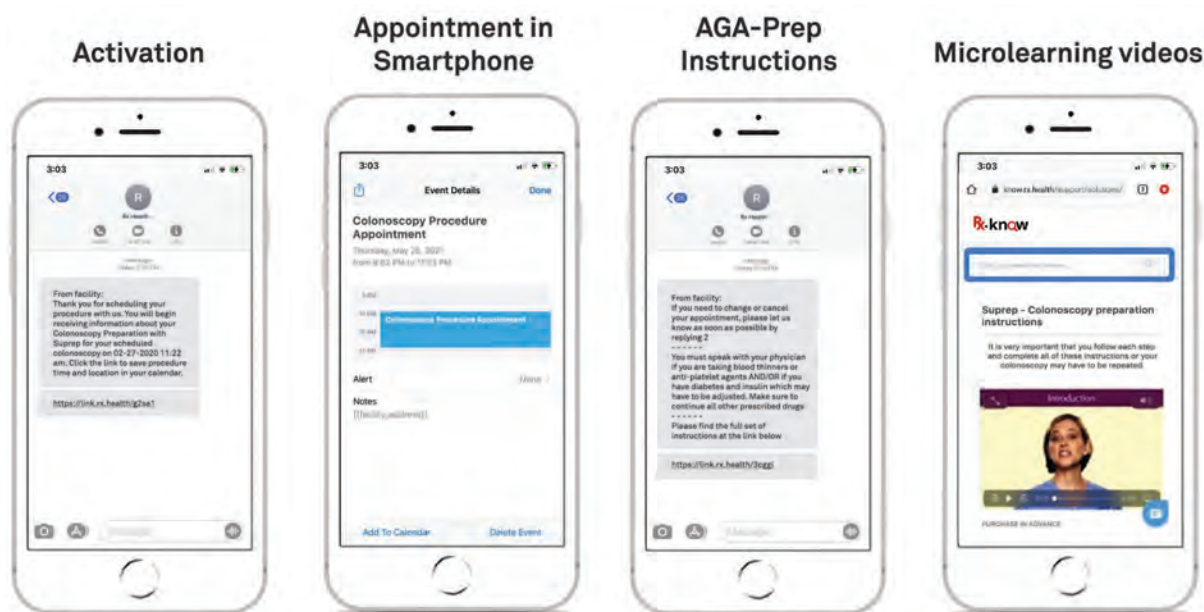 Activation
Appointment in
Smartphone
AGA-Prep
Instructions
Microlearning videos
3:03
R
From facility:
Thank you for scheduling your
procedure with us. You will begin
receiving information about your
Colonoscopy Preparation with
Suprep for your scheduled
colonoscopy on 02-27-2020 11:22
am. Click the link to save procedure
time and location in your calendar.
https://link.rx.health/g2sa1
3:03
Event Details
Done
Colonoscopy Procedure
Appointment
Colonoscopy Procedure Appointment
Alert
None
Notes
[[facility_address]]
Add To Calendar
Delete Event
3:03
R
From facility:
If you need to change or cancel
your appointment, please let us
know as soon as possible by
replying 2
------
You must speak with your physician
if you are taking blood thinners or
anti-platelet agents AND/OR if you
have diabetes and insulin which may
have to be adjusted. Make sure to
continue all other prescribed drugs
------
Please find the full set of
instructions at the link below
https://link.rx.health/3cggi
3:03
know.rx.health/support/solutions/
Rx.know
Suprep - Colonoscopy preparation
instructions
It is very important that you follow each step
and complete all of these instructions or your
colonoscopy may have to be repeated
Introduction
PURCHASE IN ADVANCE